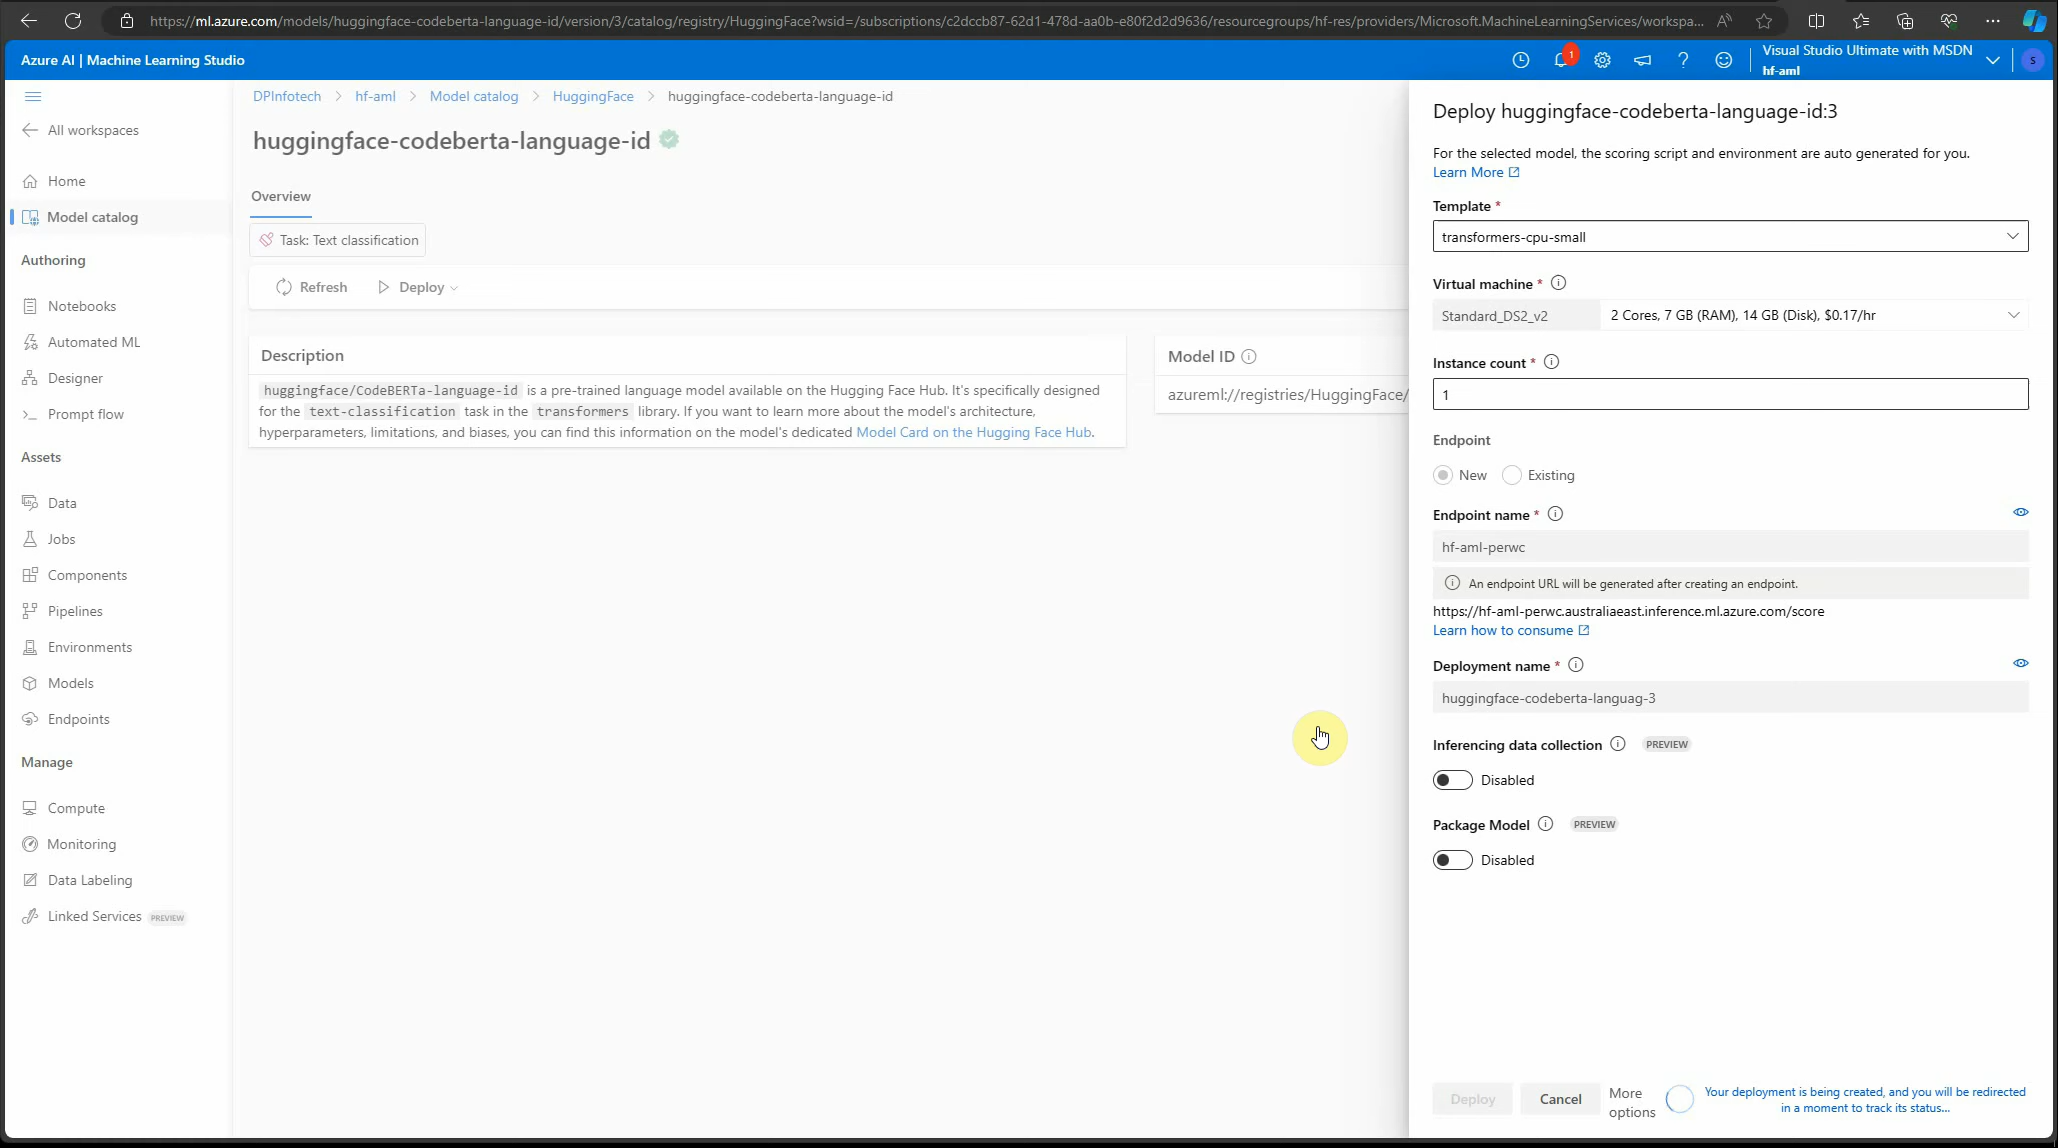 https://ml.azure.com/models/huggingface-codeberta-language-id/version/3/catalog/registry/HuggingFace?wsid=/subscriptions/c2dccb87-62d1-478d-aa0b-e80f2d2d9636/resourcegroups/hf-res/providers/Microsoft.MachineLearningServices/workspa...
Azure AI | Machine Learning Studio
1
Visual Studio Ultimate with MSDN
hf-aml
S
All workspaces
Home
Model catalog
Authoring
Notebooks
Automated ML
Designer
Prompt flow
Assets
Data
Jobs
Components
Pipelines
Environments
Models
Endpoints
Manage
Compute
Monitoring
Data Labeling
Linked Services PREVIEW
DPInfotech > hf-aml > Model catalog > HuggingFace > huggingface-codeberta-language-id
huggingface-codeberta-language-id
Overview
Task: Text classification
Refresh Deploy
Description
huggingface/CodeBERTa-language-id is a pre-trained language model available on the Hugging Face Hub. It's specifically designed
for the text-classification task in the transformers library. If you want to learn more about the model's architecture,
hyperparameters, limitations, and biases, you can find this information on the model's dedicated Model Card on the Hugging Face Hub.
Model ID
azureml://registries/HuggingFace/
Deploy huggingface-codeberta-language-id:3
For the selected model, the scoring script and environment are auto generated for you.
Learn More
Template *
transformers-cpu-small
Virtual machine *
Standard_DS2_v2 2 Cores, 7 GB (RAM), 14 GB (Disk), $0.17/hr
Instance count *
1
Endpoint
New Existing
Endpoint name *
hf-aml-perwc
An endpoint URL will be generated after creating an endpoint.
https://hf-aml-perwc.australiaeast.inference.ml.azure.com/score
Learn how to consume
Deployment name *
huggingface-codeberta-languag-3
Inferencing data collection PREVIEW
Disabled
Package Model PREVIEW
Disabled
Deploy Cancel More options
Your deployment is being created, and you will be redirected
in a moment to track its status...